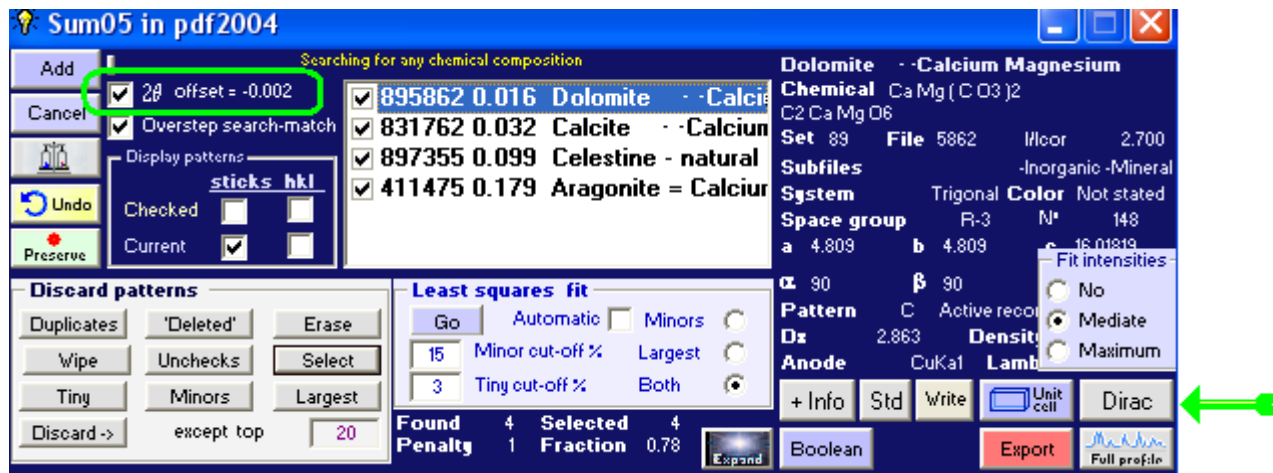 Sum05 in pdf2004
Add
Cancel
Undo
Preserve
Searching for any chemical composition
2θ offset = -0.002
Overstep search-match
Display patterns
sticks hkl
Checked
Current
895862 0.016 Dolomite - -Calci
831762 0.032 Calcite - -Calcium
897355 0.099 Celestine - natural
411475 0.179 Aragonite = Calciur
Dolomite - -Calcium Magnesium
Chemical Ca Mg ( C O3 )2
C2 Ca Mg O6
Set 89 File 5862 I/Icor 2.700
Subfiles -Inorganic -Mineral
System Trigonal Color Not stated
Space group R-3 N° 148
a 4.809 b 4.809 c 16.01819
α 90 β 90
Pattern C Active
Dx 2.863
Anode CuKa1
Fit intensities
No
Mediate
Maximum
Discard patterns
Duplicates 'Deleted' Erase
Wipe Unchecks Select
Tiny Minors Largest
Discard -> except top 20
Least squares fit
Go Automatic Minors
15 Minor cut-off % Largest
3 Tiny cut-off % Both
Found 4 Selected 4
Penalty 1 Fraction 0.78
Expand
+ Info Std Write Unit cell Dirac
Boolean Export Full profile